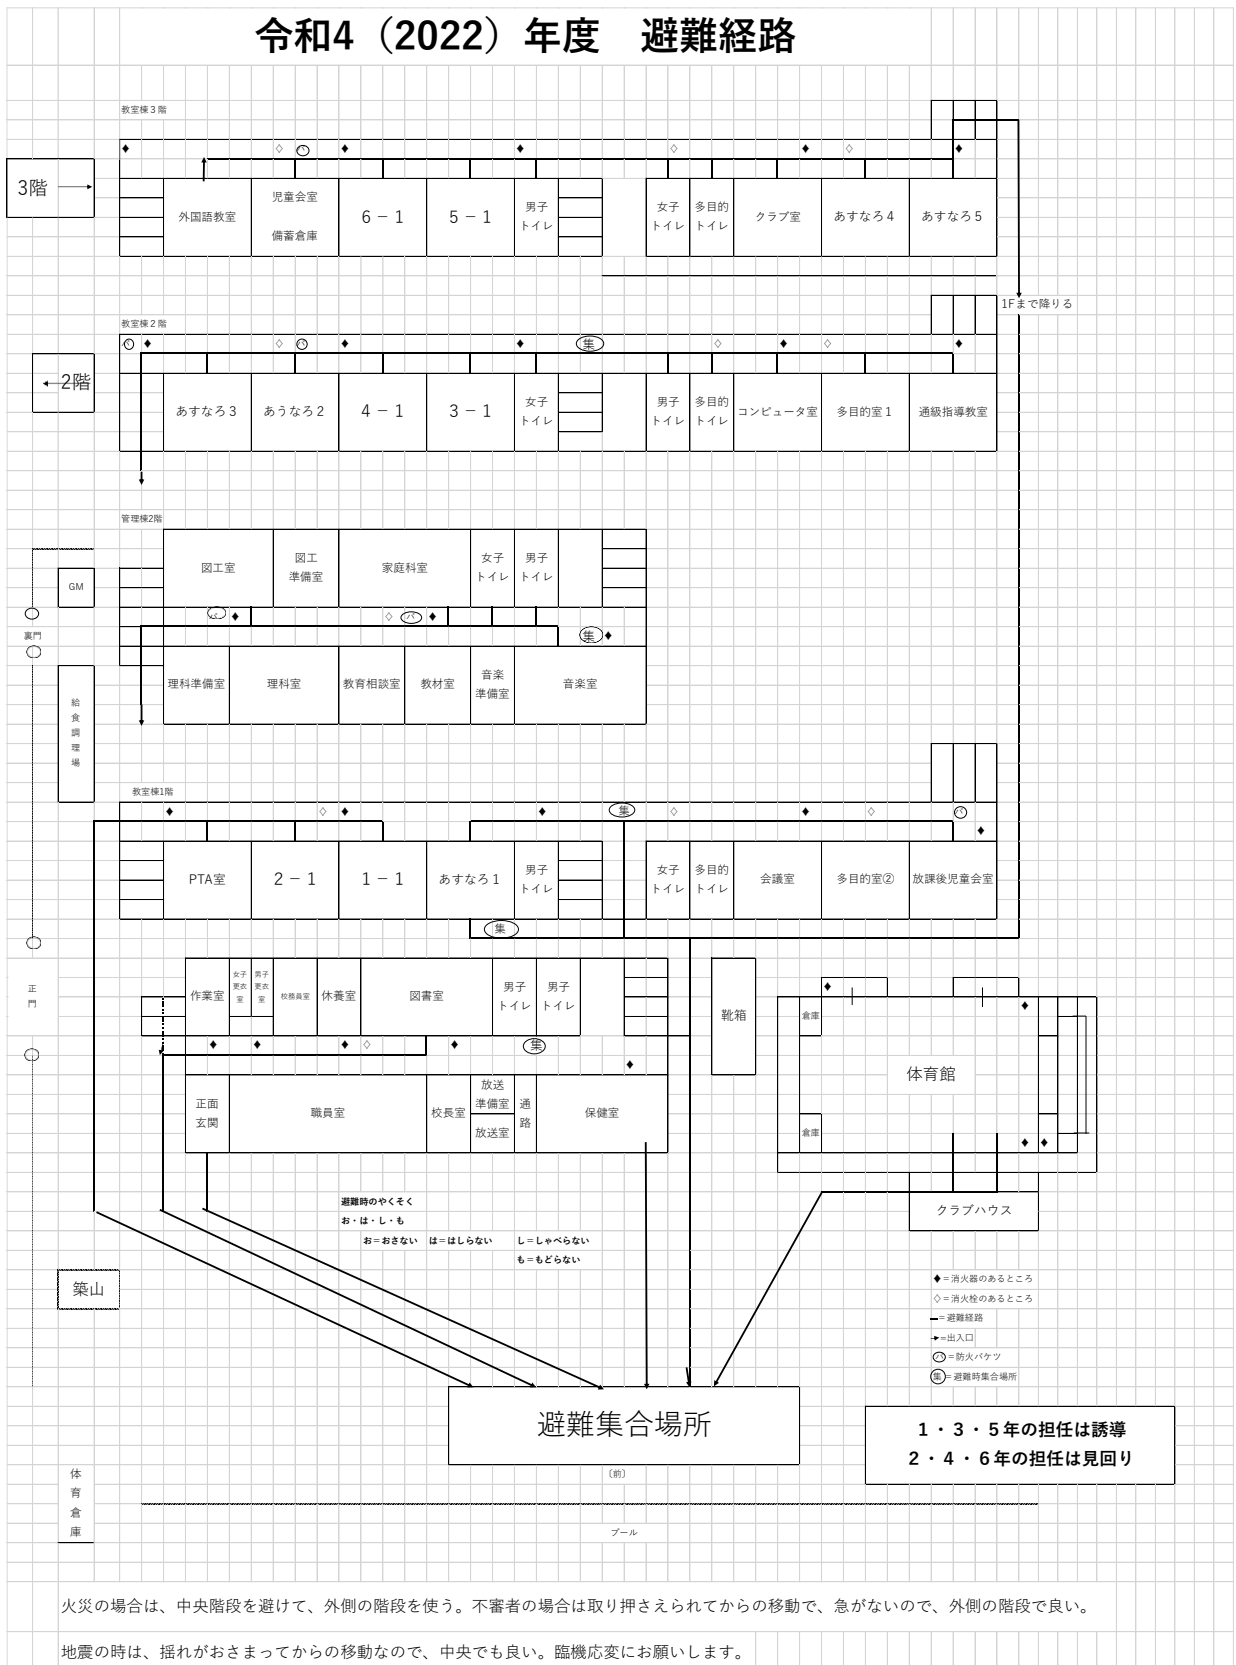 令和4（2022）年度　避難経路
教室棟３階
バ
3階
外国語教室
児童会室
備蓄倉庫
６－１
５－１
男子
トイレ
女子
トイレ
多目的
トイレ
クラブ室
あすなろ４
あすなろ５
1Fまで降りる
教室棟２階
バ
バ
集
2階
あすなろ３
あうなろ２
４－１
３－１
女子
トイレ
男子
トイレ
多目的
トイレ
コンピュータ室
多目的室１
通級指導教室
管理棟2階
GM
図工室
図工
準備室
家庭科室
女子
トイレ
男子
トイレ
バ
バ
集
裏門
理科準備室
理科室
教育相談室
教材室
音楽
準備室
音楽室
給食調理場
教室棟1階
集
バ
PTA室
２－１
１－１
あすなろ１
男子
トイレ
女子
トイレ
多目的
トイレ
会議室
多目的室②
放課後児童会室
集
正門
作業室
女子
更衣
室
男子
更衣
室
校務員室
休養室
図書室
男子
トイレ
男子
トイレ
靴箱
倉庫
体育館
倉庫
集
正面
玄関
職員室
校長室
放送
準備室
放送室
通路
保健室
クラブハウス
避難時のやくそく
お・は・し・も
お＝おさない　は＝はしらない　し＝しゃべらない
も＝もどらない
築山
♦＝消火器のあるところ
♢＝消火栓のあるところ
＝避難経路
＝出入口
バ＝防火バケツ
集＝避難時集合場所
避難集合場所
１・３・５年の担任は誘導
２・４・６年の担任は見回り
〔前〕
体育倉庫
プール
火災の場合は、中央階段を避けて、外側の階段を使う。不審者の場合は取り押さえられてからの移動で、急がないので、外側の階段で良い。
地震の時は、揺れがおさまってからの移動なので、中央でも良い。臨機応変にお願いします。